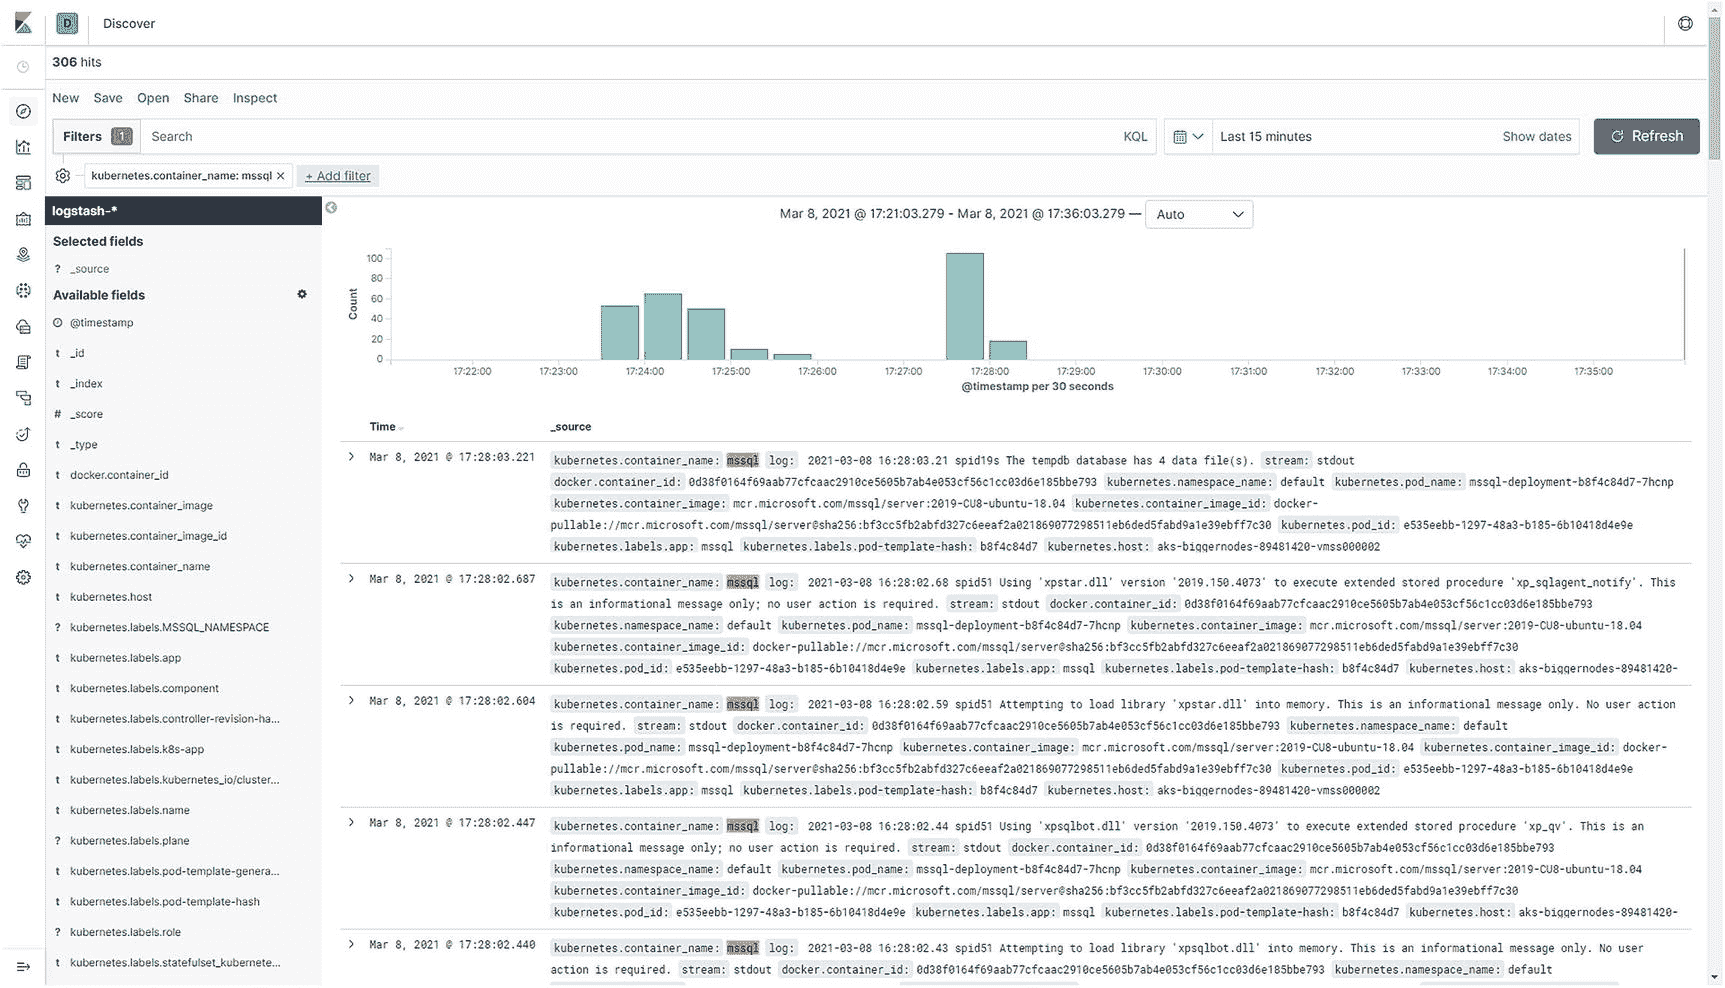 D Discover
306 hits
New Save Open Share Inspect
Filters 1 Search KQL Last 15 minutes Show dates Refresh
kubernetes.container_name: mssql × + Add filter
logstash-*
Selected fields
? _source
Available fields
@timestamp
t _id
t _index
# _score
t _type
t docker.container_id
t kubernetes.container_image
t kubernetes.container_image_id
t kubernetes.container_name
t kubernetes.host
? kubernetes.labels.MSSQL_NAMESPACE
t kubernetes.labels.app
t kubernetes.labels.component
t kubernetes.labels.controller-revision-ha...
t kubernetes.labels.k8s-app
t kubernetes.labels.kubernetes_io/cluster...
t kubernetes.labels.name
? kubernetes.labels.plane
t kubernetes.labels.pod-template-genera...
t kubernetes.labels.pod-template-hash
? kubernetes.labels.role
t kubernetes.labels.statefulset_kubernete...
Mar 8, 2021 @ 17:21:03.279 - Mar 8, 2021 @ 17:36:03.279 — Auto
Count
100
80
60
40
20
0
17:22:00 17:23:00 17:24:00 17:25:00 17:26:00 17:27:00 17:28:00 17:29:00 17:30:00 17:31:00 17:32:00 17:33:00 17:34:00 17:35:00
@timestamp per 30 seconds
Time _source
Mar 8, 2021 @ 17:28:03.221 kubernetes.container_name: mssql log: 2021-03-08 16:28:03.21 spid19s The tempdb database has 4 data file(s). stream: stdout
docker.container_id: 0d38f0164f69aab77cfcaac2910ce5605b7ab4e053cf56c1cc03d6e185bbe793 kubernetes.namespace_name: default kubernetes.pod_name: mssql-deployment-b8f4c84d7-7hcnp
kubernetes.container_image: mcr.microsoft.com/mssql/server:2019-CU8-ubuntu-18.04 kubernetes.container_image_id: docker-
pullable://mcr.microsoft.com/mssql/server@sha256:bf3cc5fb2abfd327c6eeaf2a021869077298511eb6ded5fabd9a1e39ebff7c30 kubernetes.pod_id: e535eebb-1297-48a3-b185-6b10418d4e9e
kubernetes.labels.app: mssql kubernetes.labels.pod-template-hash: b8f4c84d7 kubernetes.host: aks-biggernodes-89481420-vmss000002
Mar 8, 2021 @ 17:28:02.687 kubernetes.container_name: mssql log: 2021-03-08 16:28:02.68 spid51 Using 'xpstar.dll' version '2019.150.4073' to execute extended stored procedure 'xp_sqlagent_notify'. This
is an informational message only; no user action is required. stream: stdout docker.container_id: 0d38f0164f69aab77cfcaac2910ce5605b7ab4e053cf56c1cc03d6e185bbe793
kubernetes.namespace_name: default kubernetes.pod_name: mssql-deployment-b8f4c84d7-7hcnp kubernetes.container_image: mcr.microsoft.com/mssql/server:2019-CU8-ubuntu-18.04
kubernetes.container_image_id: docker-pullable://mcr.microsoft.com/mssql/server@sha256:bf3cc5fb2abfd327c6eeaf2a021869077298511eb6ded5fabd9a1e39ebff7c30
kubernetes.pod_id: e535eebb-1297-48a3-b185-6b10418d4e9e kubernetes.labels.app: mssql kubernetes.labels.pod-template-hash: b8f4c84d7 kubernetes.host: aks-biggernodes-89481420-
Mar 8, 2021 @ 17:28:02.604 kubernetes.container_name: mssql log: 2021-03-08 16:28:02.59 spid51 Attempting to load library 'xpstar.dll' into memory. This is an informational message only. No user action
is required. stream: stdout docker.container_id: 0d38f0164f69aab77cfcaac2910ce5605b7ab4e053cf56c1cc03d6e185bbe793 kubernetes.namespace_name: default
kubernetes.pod_name: mssql-deployment-b8f4c84d7-7hcnp kubernetes.container_image: mcr.microsoft.com/mssql/server:2019-CU8-ubuntu-18.04 kubernetes.container_image_id: docker-
pullable://mcr.microsoft.com/mssql/server@sha256:bf3cc5fb2abfd327c6eeaf2a021869077298511eb6ded5fabd9a1e39ebff7c30 kubernetes.pod_id: e535eebb-1297-48a3-b185-6b10418d4e9e
kubernetes.labels.app: mssql kubernetes.labels.pod-template-hash: b8f4c84d7 kubernetes.host: aks-biggernodes-89481420-vmss000002
Mar 8, 2021 @ 17:28:02.447 kubernetes.container_name: mssql log: 2021-03-08 16:28:02.44 spid51 Using 'xpsqlbot.dll' version '2019.150.4073' to execute extended stored procedure 'xp_qv'. This is an
informational message only; no user action is required. stream: stdout docker.container_id: 0d38f0164f69aab77cfcaac2910ce5605b7ab4e053cf56c1cc03d6e185bbe793
kubernetes.namespace_name: default kubernetes.pod_name: mssql-deployment-b8f4c84d7-7hcnp kubernetes.container_image: mcr.microsoft.com/mssql/server:2019-CU8-ubuntu-18.04
kubernetes.container_image_id: docker-pullable://mcr.microsoft.com/mssql/server@sha256:bf3cc5fb2abfd327c6eeaf2a021869077298511eb6ded5fabd9a1e39ebff7c30
kubernetes.pod_id: e535eebb-1297-48a3-b185-6b10418d4e9e kubernetes.labels.app: mssql kubernetes.labels.pod-template-hash: b8f4c84d7 kubernetes.host: aks-biggernodes-89481420-
Mar 8, 2021 @ 17:28:02.440 kubernetes.container_name: mssql log: 2021-03-08 16:28:02.43 spid51 Attempting to load library 'xpsqlbot.dll' into memory. This is an informational message only. No user
action is required. stream: stdout docker.container_id: 0d38f0164f69aab77cfcaac2910ce5605b7ab4e053cf56c1cc03d6e185bbe793 kubernetes.namespace_name: default